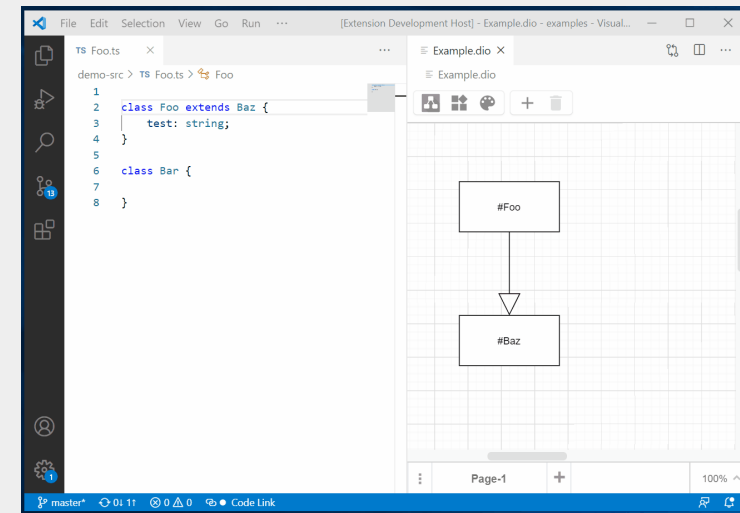 File Edit Selection View Go Run ··· [Extension Development Host] - Example.dio - examples - Visual...
TS Foo.ts ··· Example.dio ···
demo-src > TS Foo.ts > Foo
Example.dio
1
2 class Foo extends Baz {
3 test: string;
4 }
5
6 class Bar {
7
8 }
#Foo
#Baz
13
1
Page-1 100%
master* 0↓ 1↑ 0 0 Code Link